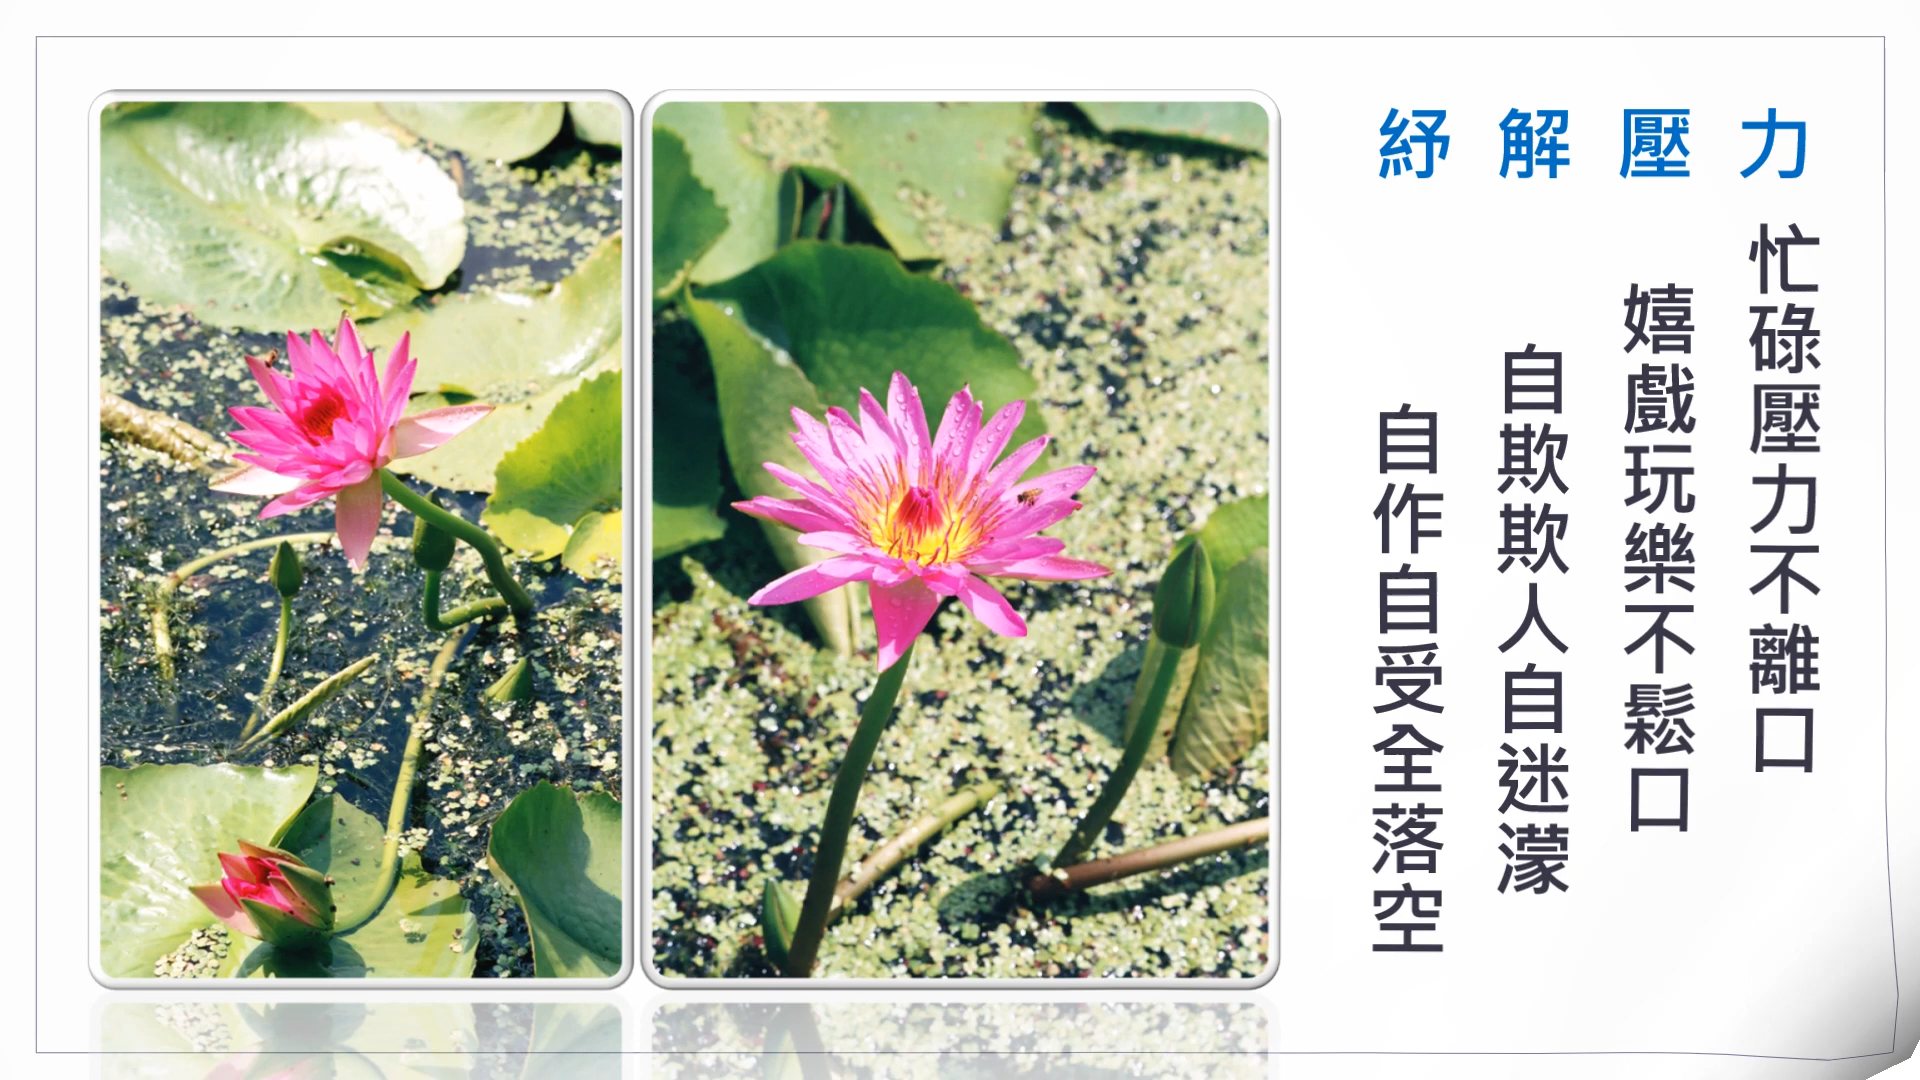 紓解壓力
忙碌壓力不離口
嬉戲玩樂不鬆口
自欺欺人自迷濛
自作自受全落空